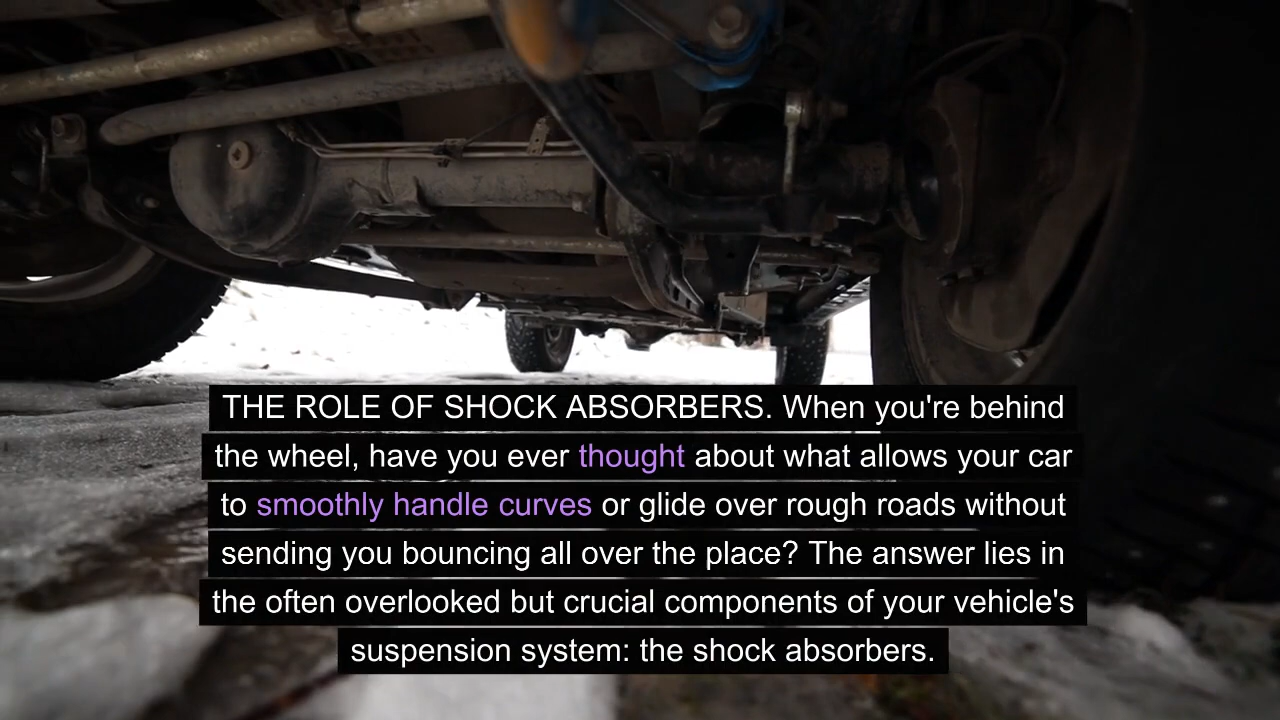 THE ROLE OF SHOCK ABSORBERS. When you're behind
the wheel, have you ever thought about what allows your car
to smoothly handle curves or glide over rough roads without
sending you bouncing all over the place? The answer lies in
the often overlooked but crucial components of your vehicle's
suspension system: the shock absorbers.